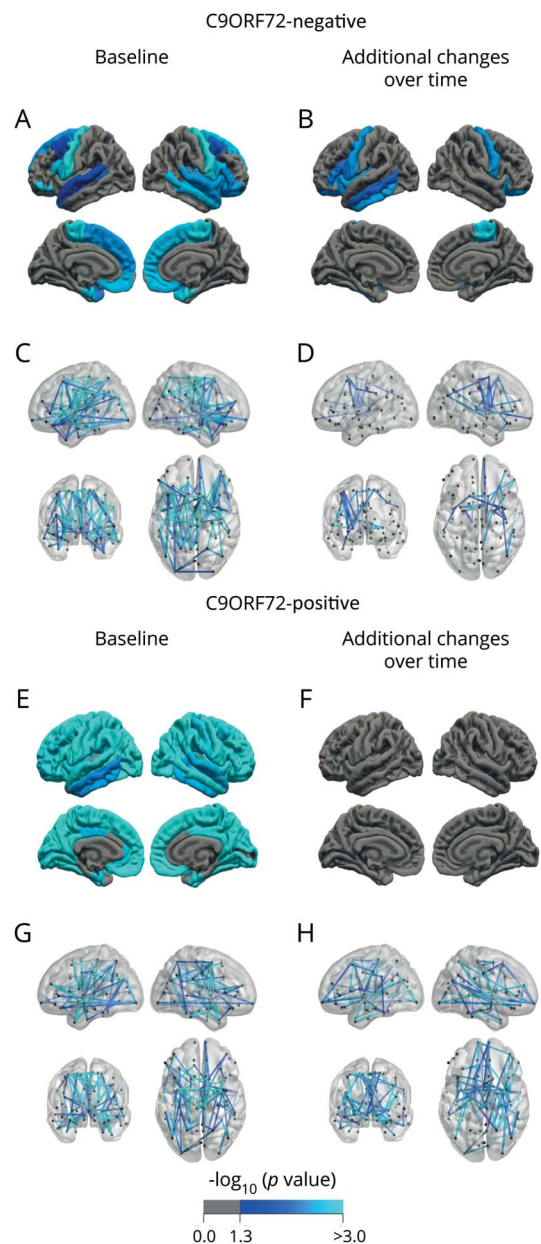 C9ORF72-negative
Baseline
Additional changes
over time
A
B
C
D
C9ORF72-positive
Baseline
Additional changes
over time
E
F
G
H
-log10 (p value)
0.0
1.3
>3.0